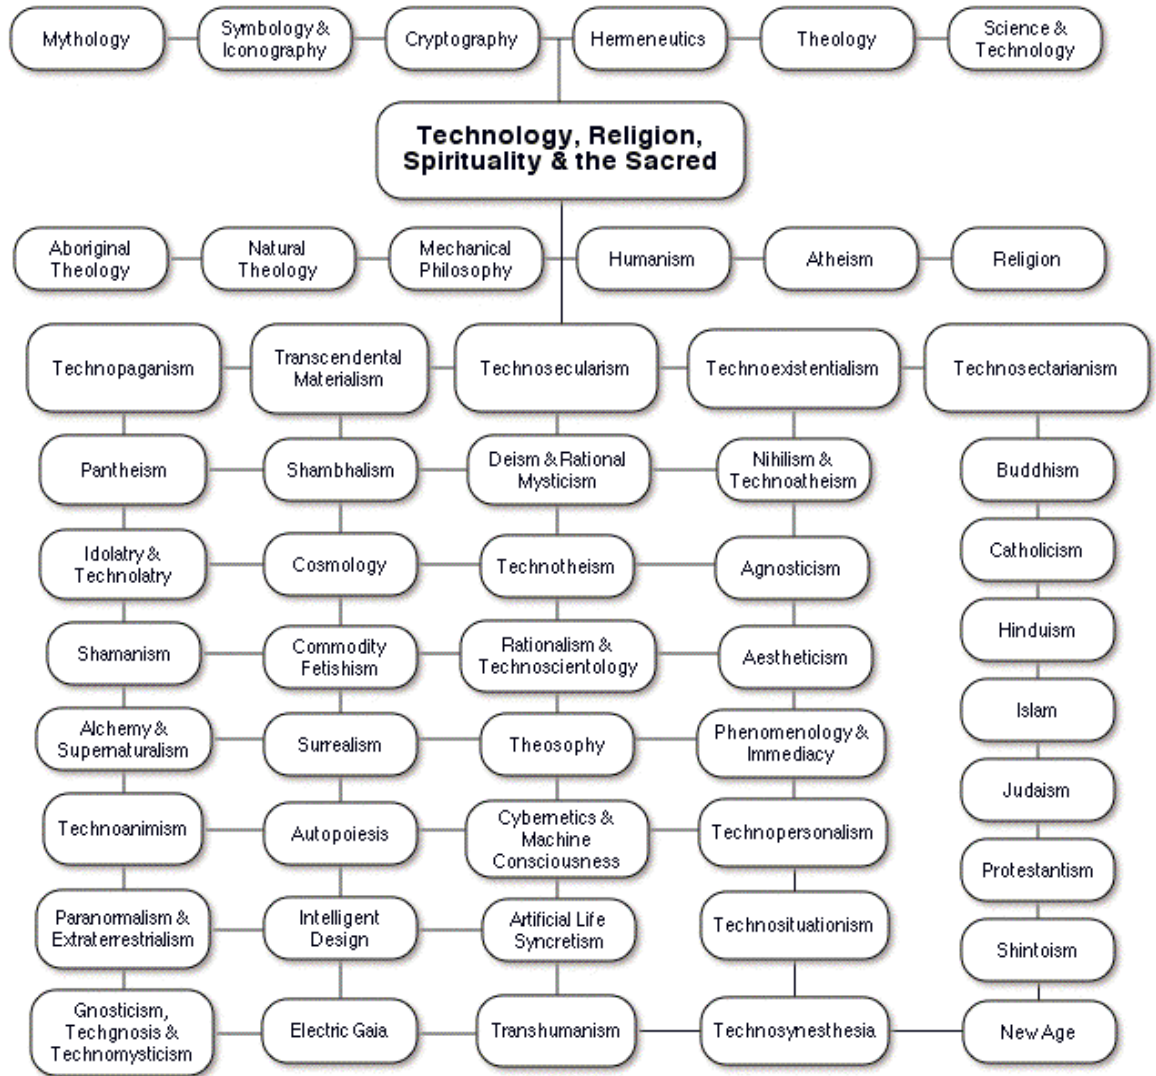 Mythology
Symbology &
Iconography
Cryptography
Hermeneutics
Theology
Science &
Technology
Technology, Religion,
Spirituality & the Sacred
Aboriginal
Theology
Natural
Theology
Mechanical
Philosophy
Humanism
Atheism
Religion
Technopaganism
Transcendental
Materialism
Technosecularism
Technoexistentialism
Technosectarianism
Pantheism
Shambhalism
Deism & Rational
Mysticism
Nihilism &
Technoatheism
Buddhism
Idolatry &
Technolatry
Cosmology
Technotheism
Agnosticism
Catholicism
Shamanism
Commodity
Fetishism
Rationalism &
Technoscientology
Aestheticism
Hinduism
Alchemy &
Supernaturalism
Surrealism
Theosophy
Phenomenology &
Immediacy
Islam
Technoanimism
Autopoiesis
Cybernetics &
Machine
Consciousness
Technopersonalism
Judaism
Paranormalism &
Extraterrestrialism
Intelligent
Design
Artificial Life
Syncretism
Technosituationism
Protestantism
Shintoism
Gnosticism,
Techgnosis &
Technomysticism
Electric Gaia
Transhumanism
Technosynesthesia
New Age